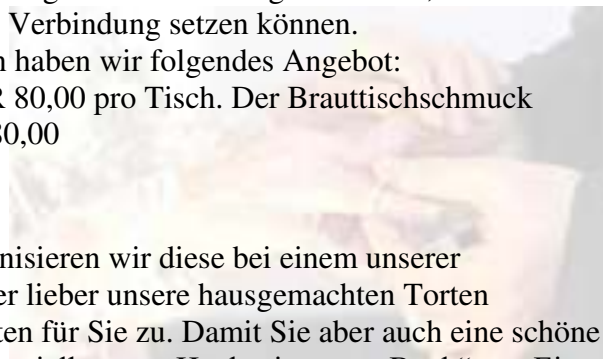 Verbindung setzen können.
haben wir folgendes Angebot:
80,00 pro Tisch. Der Brauttischschmuck
80,00
nisieren wir diese bei einem unserer
er lieber unsere hausgemachten Torten
ten für Sie zu. Damit Sie aber auch eine schöne